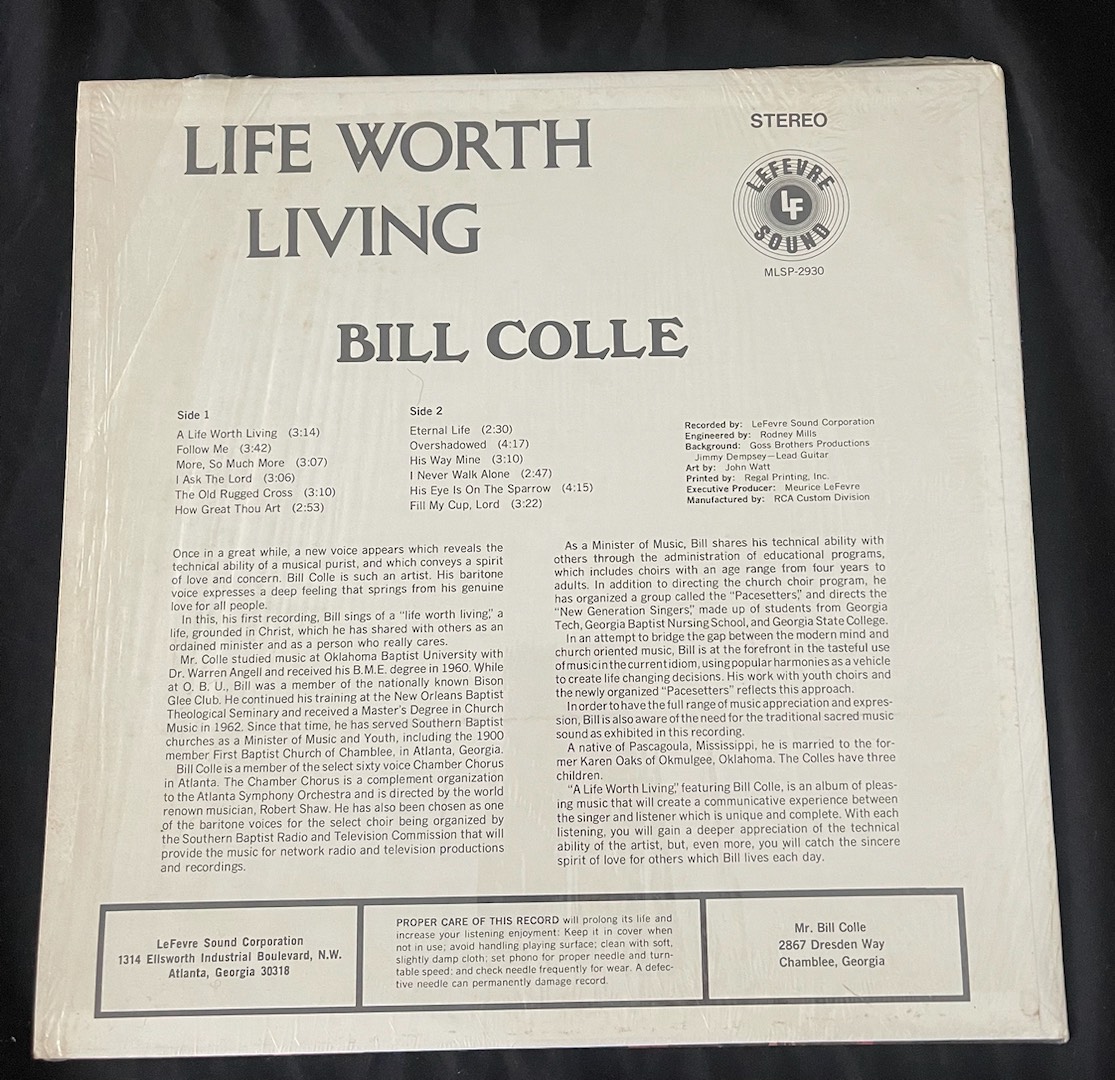 LIFE WORTH
LIVING
STEREO
LEFEVRE
LF
SOUND
MLSP-2930
BILL COLLE
Side 1
A Life Worth Living (3:14)
Follow Me (3:42)
More, So Much More (3:07)
I Ask The Lord (3:06)
The Old Rugged Cross (3:10)
How Great Thou Art (2:53)
Side 2
Eternal Life (2:30)
Overshadowed (4:17)
His Way Mine (3:10)
I Never Walk Alone (2:47)
His Eye Is On The Sparrow (4:15)
Fill My Cup, Lord (3:22)
Recorded by: LeFevre Sound Corporation
Engineered by: Rodney Mills
Background: Goss Brothers Productions
Jimmy Dempsey—Lead Guitar
Art by: John Watt
Printed by: Regal Printing, Inc.
Executive Producer: Meurice LeFevre
Manufactured by: RCA Custom Division
Once in a great while, a new voice appears which reveals the
technical ability of a musical purist, and which conveys a spirit
of love and concern. Bill Colle is such an artist. His baritone
voice expresses a deep feeling that springs from his genuine
love for all people.
In this, his first recording, Bill sings of a "life worth living," a
life, grounded in Christ, which he has shared with others as an
ordained minister and as a person who really cares.
Mr. Colle studied music at Oklahoma Baptist University with
Dr. Warren Angell and received his B.M.E. degree in 1960. While
at O. B. U., Bill was a member of the nationally known Bison
Glee Club. He continued his training at the New Orleans Baptist
Theological Seminary and received a Master's Degree in Church
Music in 1962. Since that time, he has served Southern Baptist
churches as a Minister of Music and Youth, including the 1900
member First Baptist Church of Chamblee, in Atlanta, Georgia.
Bill Colle is a member of the select sixty voice Chamber Chorus
in Atlanta. The Chamber Chorus is a complement organization
to the Atlanta Symphony Orchestra and is directed by the world
renown musician, Robert Shaw. He has also been chosen as one
of the baritone voices for the select choir being organized by
the Southern Baptist Radio and Television Commission that will
provide the music for network radio and television productions
and recordings.
As a Minister of Music, Bill shares his technical ability with
others through the administration of educational programs,
which includes choirs with an age range from four years to
adults. In addition to directing the church choir program, he
has organized a group called the "Pacesetters," and directs the
"New Generation Singers," made up of students from Georgia
Tech, Georgia Baptist Nursing School, and Georgia State College.
In an attempt to bridge the gap between the modern mind and
church oriented music, Bill is at the forefront in the tasteful use
of music in the current idiom, using popular harmonies as a vehicle
to create life changing decisions. His work with youth choirs and
the newly organized "Pacesetters" reflects this approach.
In order to have the full range of music appreciation and expres-
sion, Bill is also aware of the need for the traditional sacred music
sound as exhibited in this recording.
A native of Pascagoula, Mississippi, he is married to the for-
mer Karen Oaks of Okmulgee, Oklahoma. The Colles have three
children.
"A Life Worth Living," featuring Bill Colle, is an album of pleas-
ing music that will create a communicative experience between
the singer and listener which is unique and complete. With each
listening, you will gain a deeper appreciation of the technical
ability of the artist, but, even more, you will catch the sincere
spirit of love for others which Bill lives each day.
LeFevre Sound Corporation
1314 Ellsworth Industrial Boulevard, N.W.
Atlanta, Georgia 30318
PROPER CARE OF THIS RECORD will prolong its life and
increase your listening enjoyment: Keep it in cover when
not in use; avoid handling playing surface; clean with soft,
slightly damp cloth; set phono for proper needle and turn-
table speed; and check needle frequently for wear. A defec-
tive needle can permanently damage record.
Mr. Bill Colle
2867 Dresden Way
Chamblee, Georgia